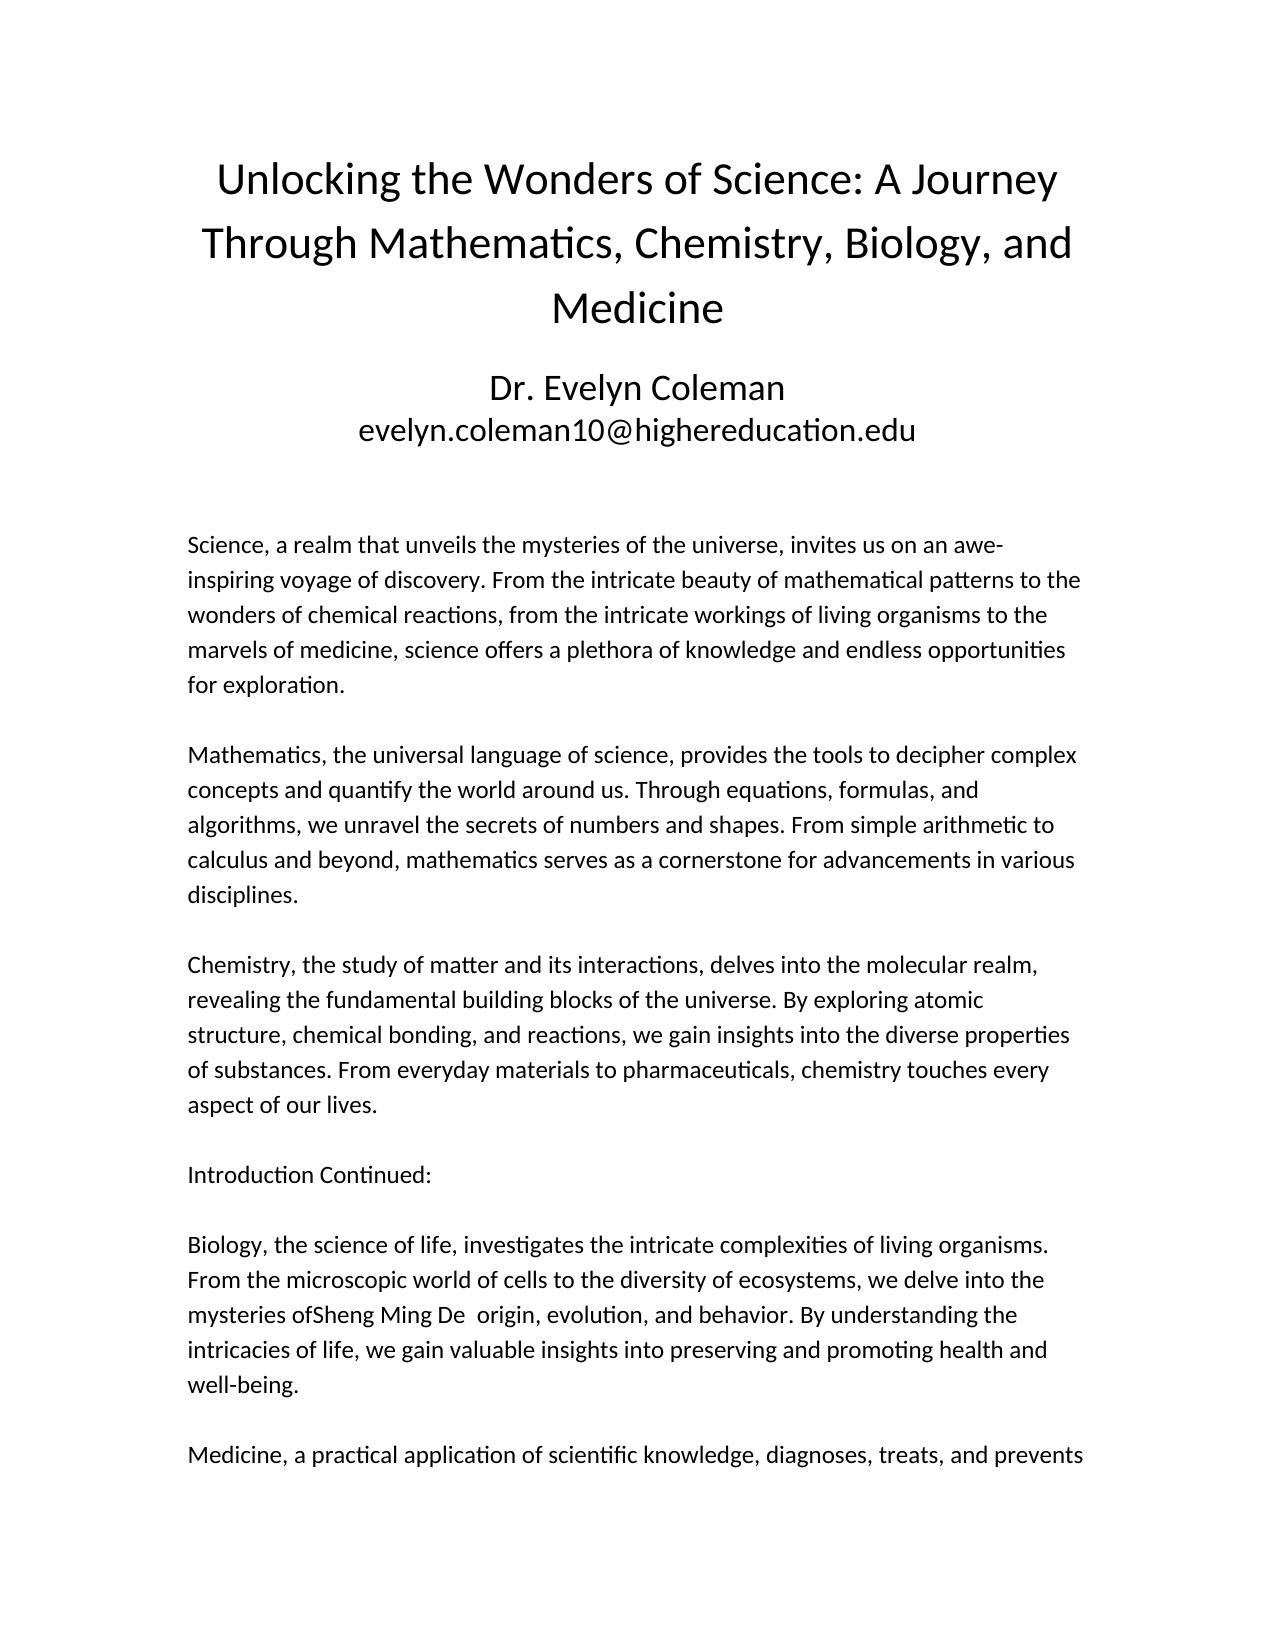 Unlocking the Wonders of Science: A Journey
Through Mathematics, Chemistry, Biology, and
Medicine
Dr. Evelyn Coleman
evelyn.coleman10@highereducation.edu
Science, a realm that unveils the mysteries of the universe, invites us on an awe-
inspiring voyage of discovery. From the intricate beauty of mathematical patterns to the
wonders of chemical reactions, from the intricate workings of living organisms to the
marvels of medicine, science offers a plethora of knowledge and endless opportunities
for exploration.
Mathematics, the universal language of science, provides the tools to decipher complex
concepts and quantify the world around us. Through equations, formulas, and
algorithms, we unravel the secrets of numbers and shapes. From simple arithmetic to
calculus and beyond, mathematics serves as a cornerstone for advancements in various
disciplines.
Chemistry, the study of matter and its interactions, delves into the molecular realm,
revealing the fundamental building blocks of the universe. By exploring atomic
structure, chemical bonding, and reactions, we gain insights into the diverse properties
of substances. From everyday materials to pharmaceuticals, chemistry touches every
aspect of our lives.
Introduction Continued:
Biology, the science of life, investigates the intricate complexities of living organisms.
From the microscopic world of cells to the diversity of ecosystems, we delve into the
mysteries ofSheng Ming De  origin, evolution, and behavior. By understanding the
intricacies of life, we gain valuable insights into preserving and promoting health and
well-being.
Medicine, a practical application of scientific knowledge, diagnoses, treats, and prevents